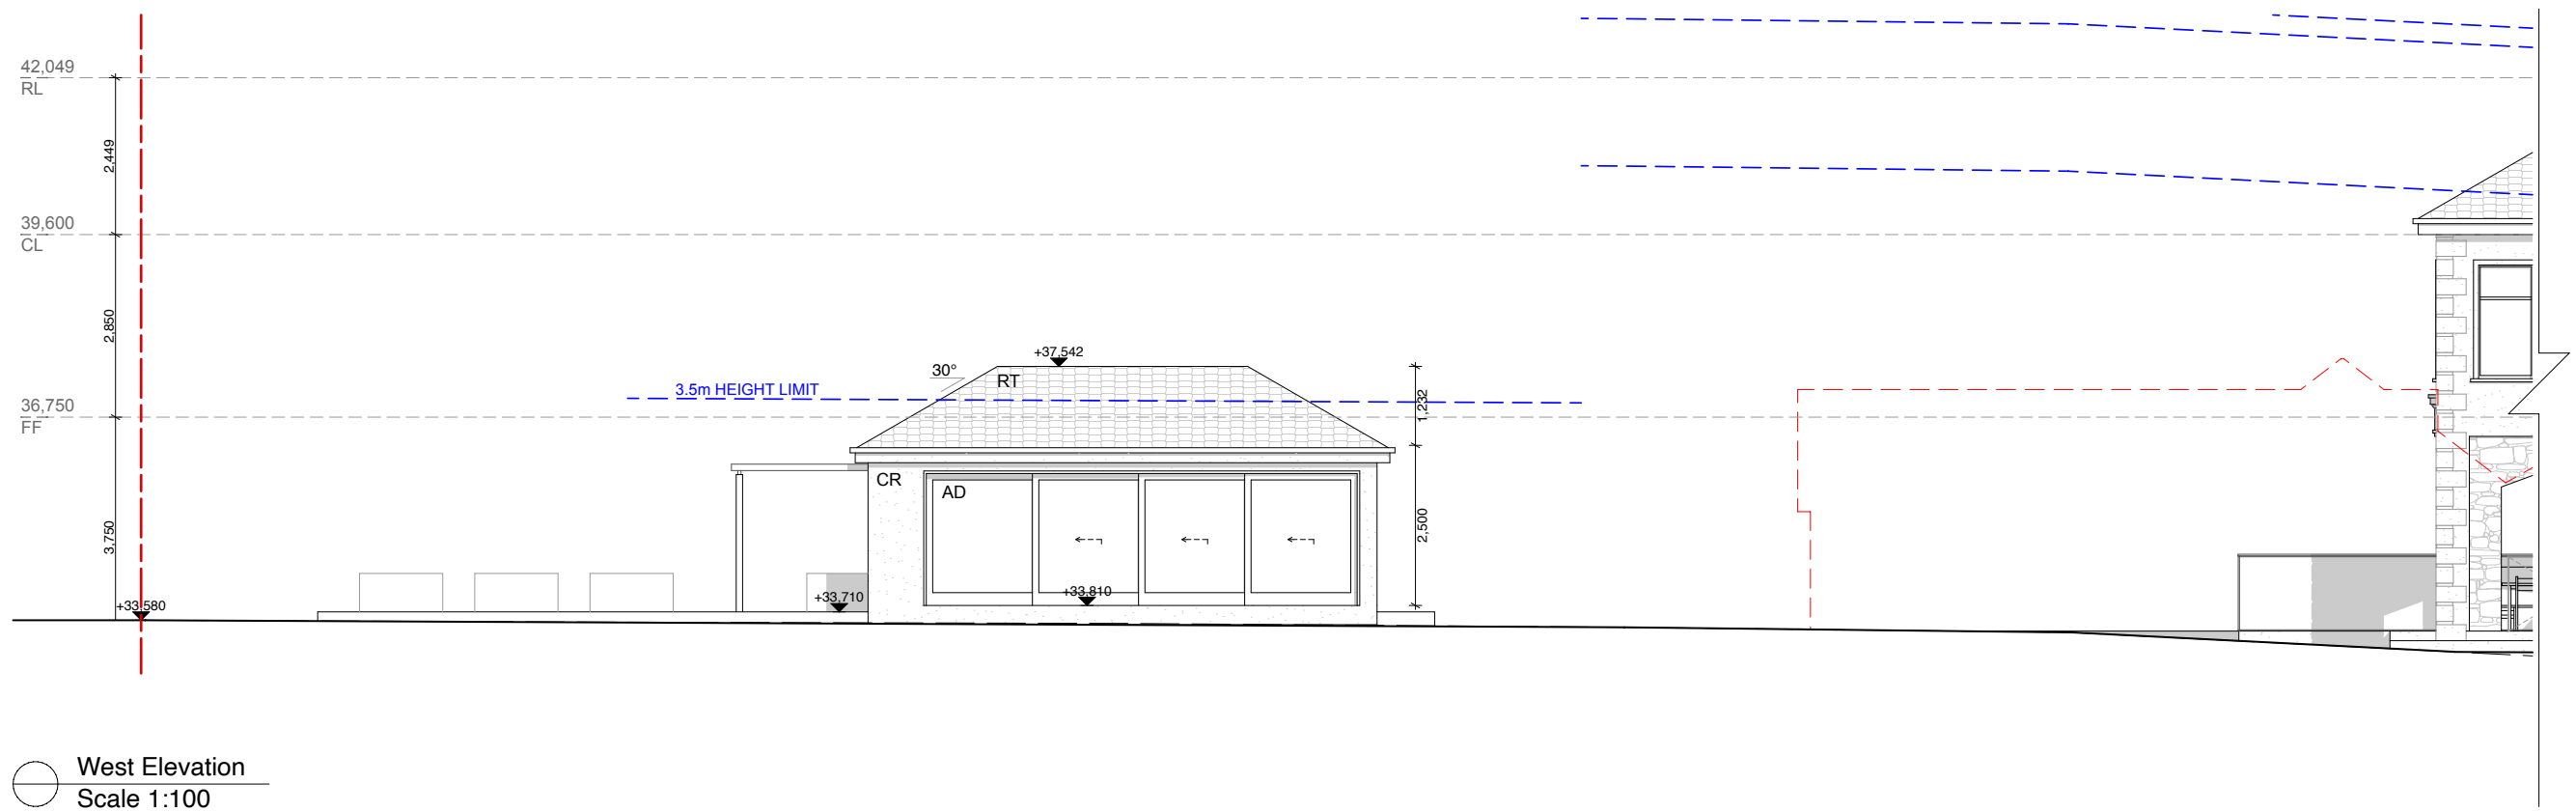 42,049
RL
2,449
39,600
CL
2,850
+37,542
30°
RT
3.5m HEIGHT LIMIT
1,232
36,750
FF
CR
AD
3,750
2,500
+33,580
+33,710
+33,810
West Elevation
Scale 1:100